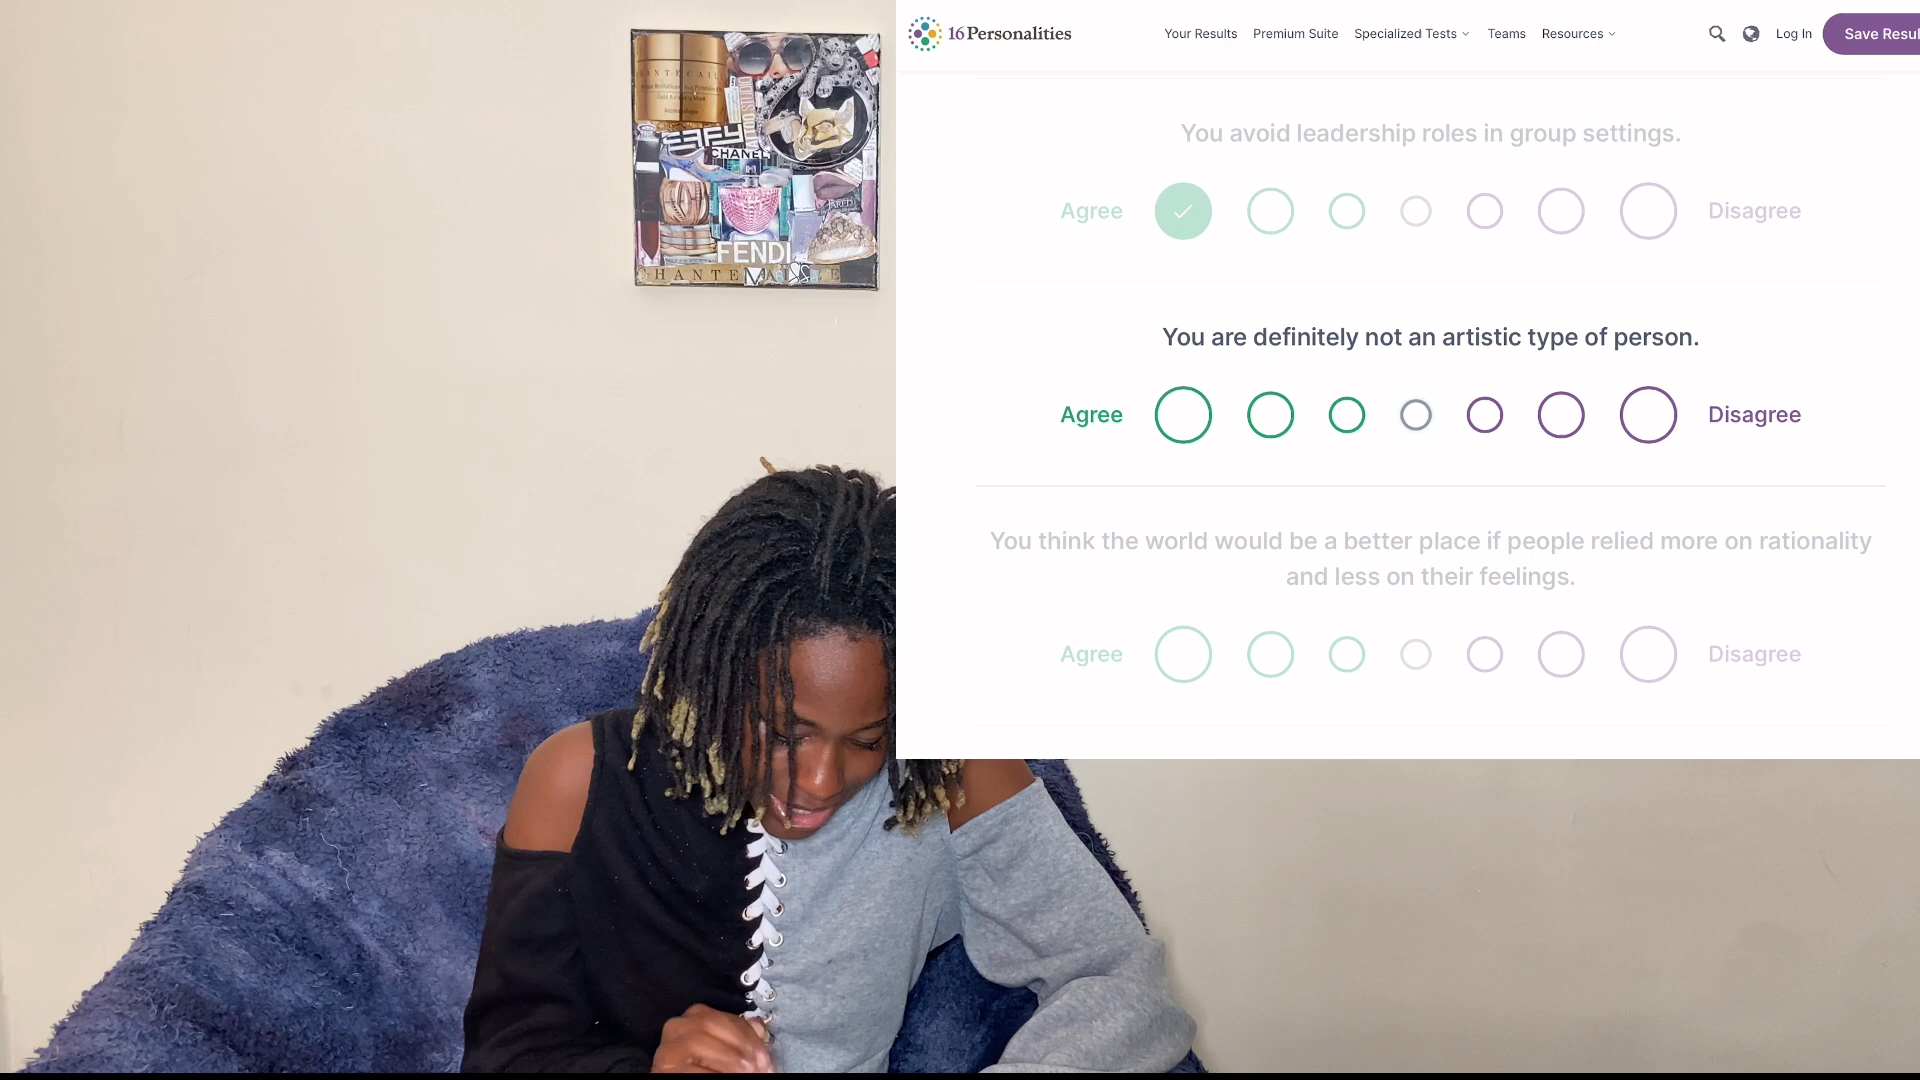 16Personalities
Your Results
Premium Suite
Specialized Tests
Teams
Resources
Log In
Save Resul
You avoid leadership roles in group settings.
Agree
Disagree
You are definitely not an artistic type of person.
Agree
Disagree
You think the world would be a better place if people relied more on rationality
and less on their feelings.
Agree
Disagree
CHANEL
JARED
FENDI
CHANTE